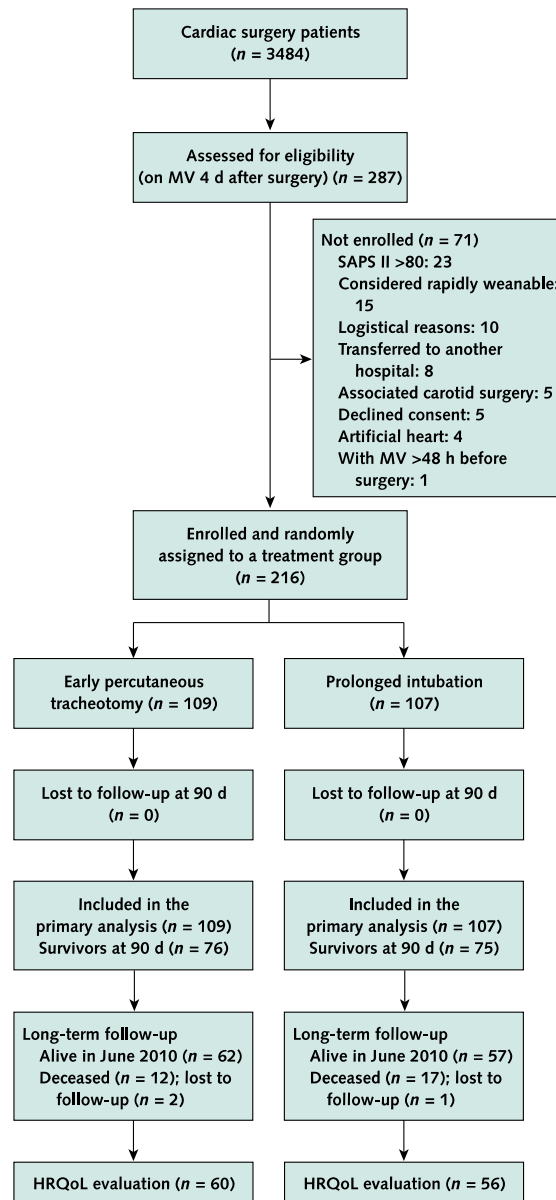 Cardiac surgery patients
(n = 3484)
Assessed for eligibility
(on MV 4 d after surgery) (n = 287)
Not enrolled (n = 71)
SAPS II >80: 23
Considered rapidly weanable:
15
Logistical reasons: 10
Transferred to another
hospital: 8
Associated carotid surgery: 5
Declined consent: 5
Artificial heart: 4
With MV >48 h before
surgery: 1
Enrolled and randomly
assigned to a treatment group
(n = 216)
Early percutaneous
tracheotomy (n = 109)
Lost to follow-up at 90 d
(n = 0)
Included in the
primary analysis (n = 109)
Survivors at 90 d (n = 76)
Long-term follow-up
Alive in June 2010 (n = 62)
Deceased (n = 12); lost to
follow-up (n = 2)
HRQoL evaluation (n = 60)
Prolonged intubation
(n = 107)
Lost to follow-up at 90 d
(n = 0)
Included in the
primary analysis (n = 107)
Survivors at 90 d (n = 75)
Long-term follow-up
Alive in June 2010 (n = 57)
Deceased (n = 17); lost to
follow-up (n = 1)
HRQoL evaluation (n = 56)